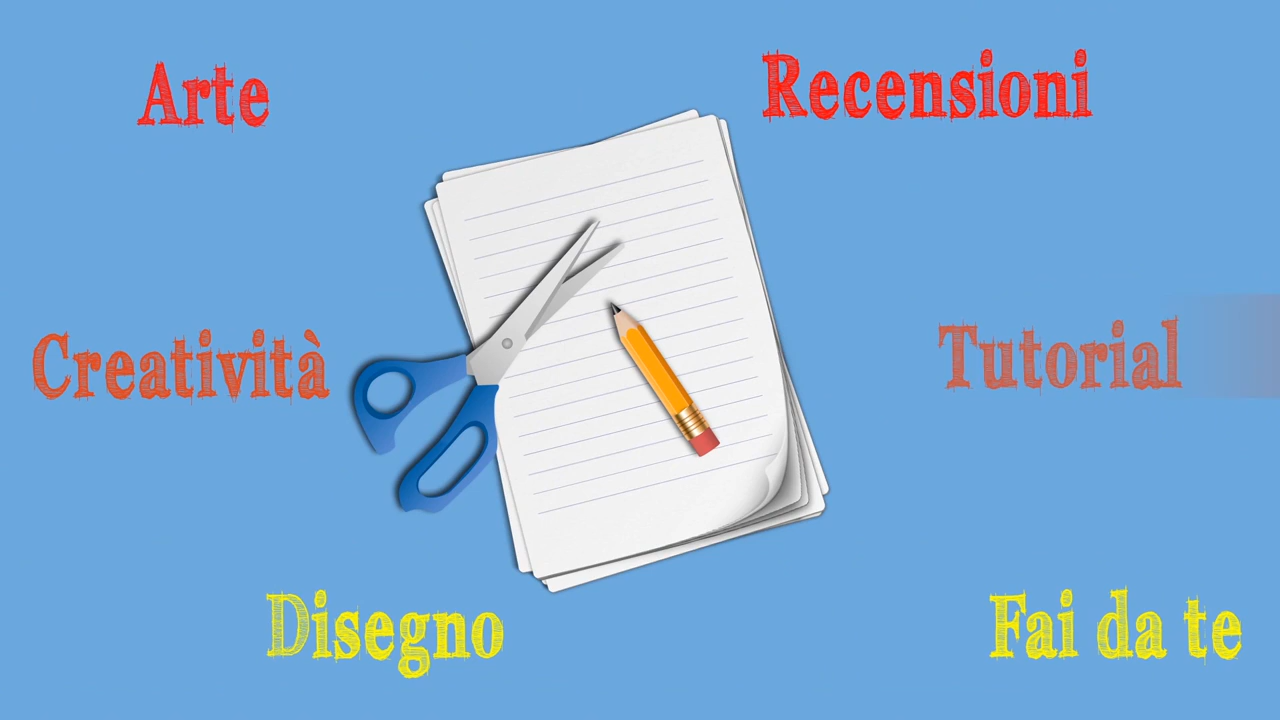 Arte
Recensioni
Creatività
Tutorial
Disegno
Fai da te